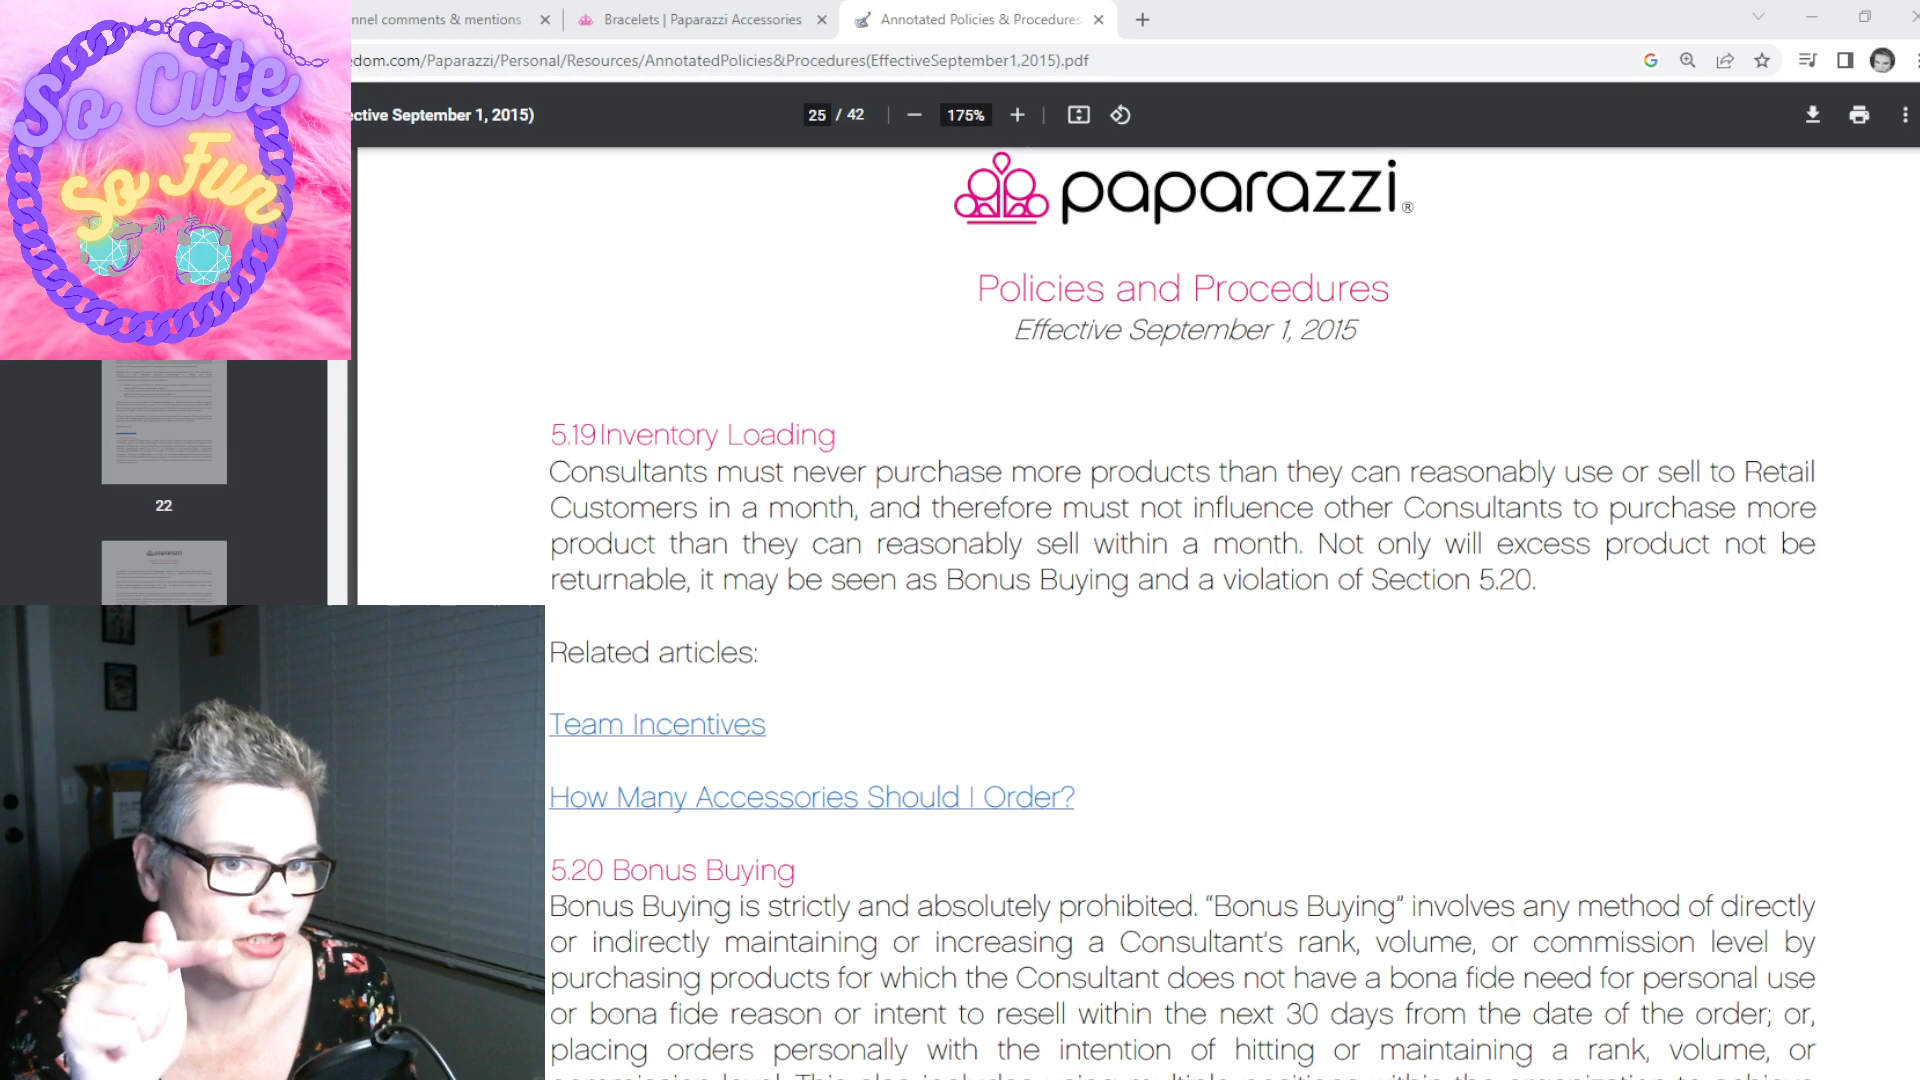 So Cute
So Fun
nnel comments & mentions
Bracelets | Paparazzi Accessories
Annotated Policies & Procedures
edom.com/Paparazzi/Personal/Resources/AnnotatedPolicies&Procedures(EffectiveSeptember1,2015).pdf
ective September 1, 2015)
25 / 42
175%
paparazzi®
Policies and Procedures
Effective September 1, 2015
22
5.19 Inventory Loading
Consultants must never purchase more products than they can reasonably use or sell to Retail
Customers in a month, and therefore must not influence other Consultants to purchase more
product than they can reasonably sell within a month. Not only will excess product not be
returnable, it may be seen as Bonus Buying and a violation of Section 5.20.
Related articles:
Team Incentives
How Many Accessories Should I Order?
5.20 Bonus Buying
Bonus Buying is strictly and absolutely prohibited. “Bonus Buying” involves any method of directly
or indirectly maintaining or increasing a Consultant's rank, volume, or commission level by
purchasing products for which the Consultant does not have a bona fide need for personal use
or bona fide reason or intent to resell within the next 30 days from the date of the order; or,
placing orders personally with the intention of hitting or maintaining a rank, volume, or